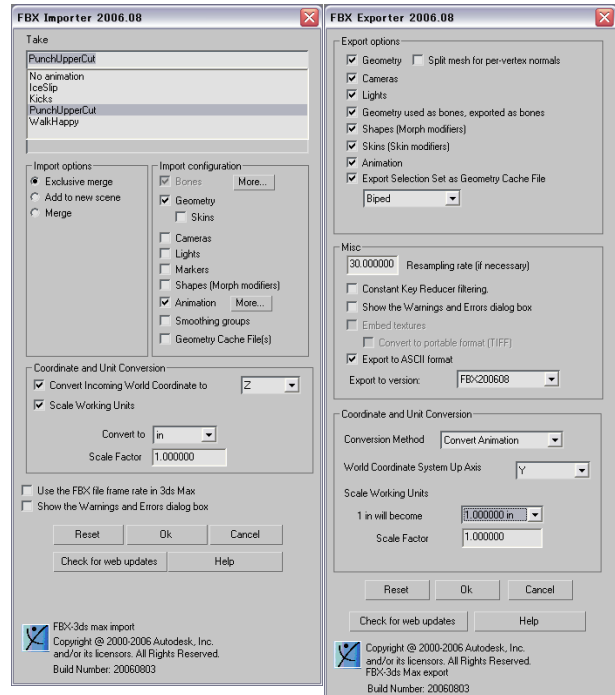 FBX Importer 2006.08
Take
PunchUpperCut
No animation
IceSlip
Kicks
PunchUpperCut
WalkHappy
Import options
Exclusive merge
Add to new scene
Merge
Import configuration
Bones More...
Geometry
Skins
Cameras
Lights
Markers
Shapes (Morph modifiers)
Animation More...
Smoothing groups
Geometry Cache File(s)
Coordinate and Unit Conversion
Convert Incoming World Coordinate to Z
Scale Working Units
Convert to in
Scale Factor 1.000000
Use the FBX file frame rate in 3ds Max
Show the Warnings and Errors dialog box
Reset Ok Cancel
Check for web updates Help
FBX-3ds max import
Copyright @ 2000-2006 Autodesk, Inc.
and/or its licensors. All Rights Reserved.
Build Number: 20060803
FBX Exporter 2006.08
Export options
Geometry Split mesh for per-vertex normals
Cameras
Lights
Geometry used as bones, exported as bones
Shapes (Morph modifiers)
Skins (Skin modifiers)
Animation
Export Selection Set as Geometry Cache File
Biped
Misc
30.000000 Resampling rate (if necessary)
Constant Key Reducer filtering.
Show the Warnings and Errors dialog box
Embed textures
Convert to portable format (TIFF)
Export to ASCII format
Export to version: FBX200608
Coordinate and Unit Conversion
Conversion Method Convert Animation
World Coordinate System Up Axis Y
Scale Working Units
1 in will become 1.000000 in
Scale Factor 1.000000
Reset Ok Cancel
Check for web updates Help
Copyright @ 2000-2006 Autodesk, Inc.
and/or its licensors. All Rights Reserved.
FBX-3ds Max export
Build Number: 20060803